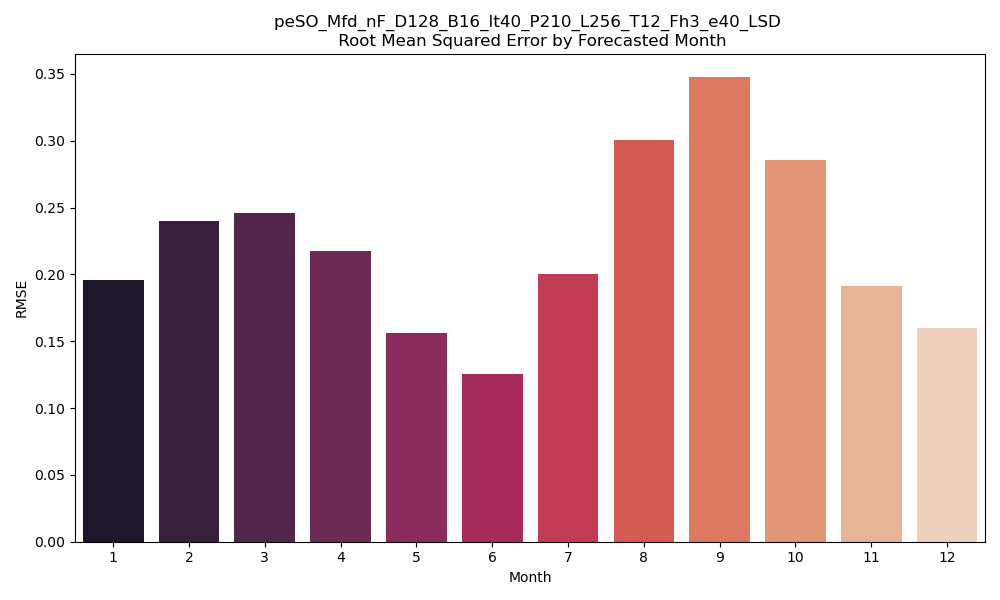 peSO_Mfd_nF_D128_B16_lt40_P210_L256_T12_Fh3_e40_LSD
Root Mean Squared Error by Forecasted Month
0.35
0.30
0.25
0.20
0.15
0.10
0.05
0.00
RMSE
1 2 3 4 5 6 7 8 9 10 11 12
Month